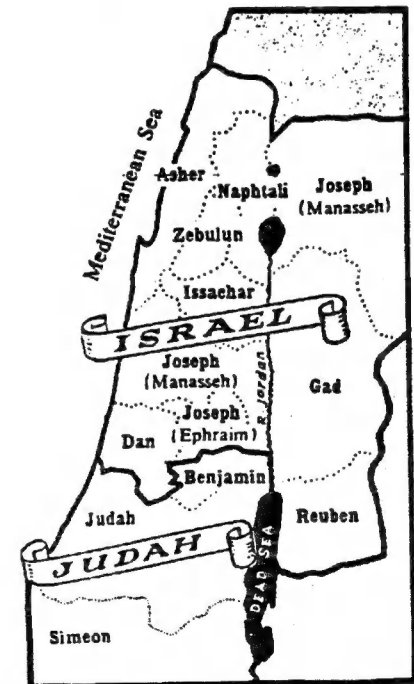 Mediterranean Sea
Asher
Naphtali
Joseph
(Manasseh)
Zebulun
Issachar
ISRAEL
Joseph
(Manasseh)
R. Jordan
Gad
Joseph
(Ephraim)
Dan
Benjamin
Judah
Reuben
JUDAH
DEAD SEA
Simeon